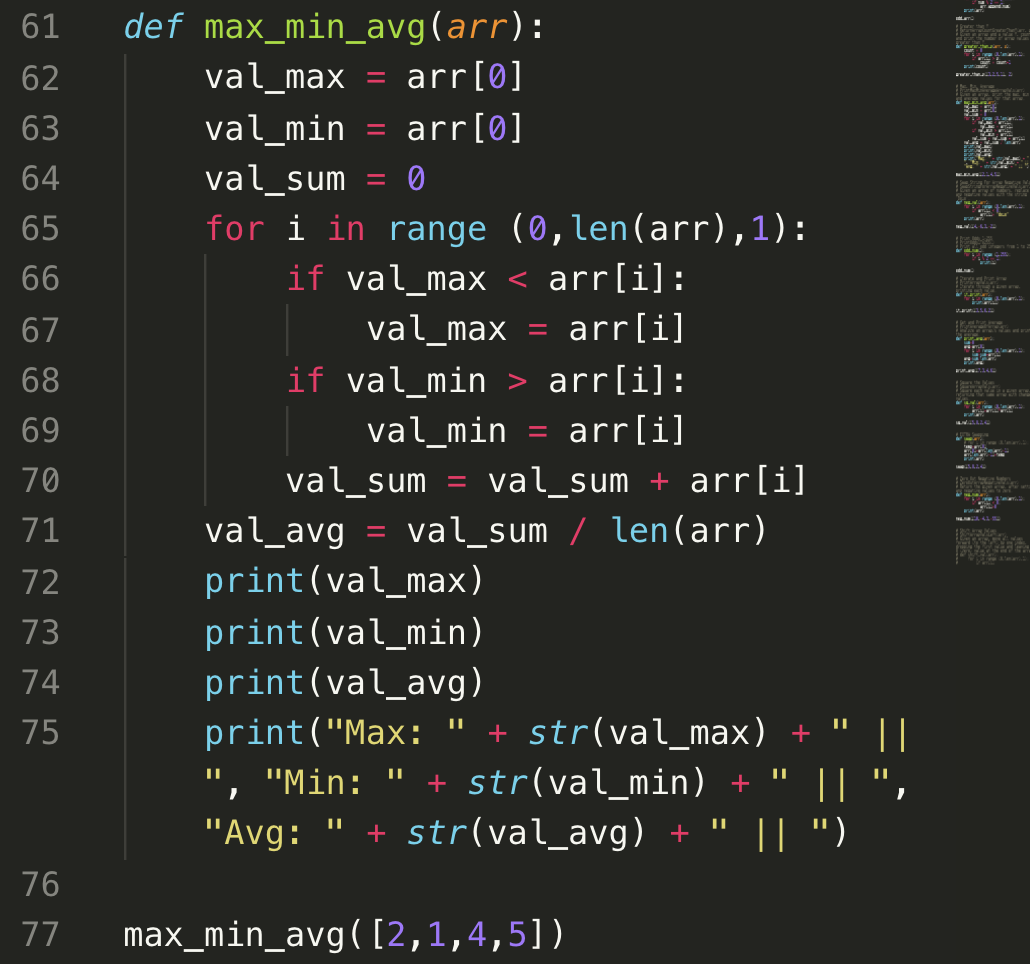 61 def max_min_avg(arr):
62     val_max = arr[0]
63     val_min = arr[0]
64     val_sum = 0
65     for i in range (0,len(arr),1):
66         if val_max < arr[i]:
67             val_max = arr[i]
68         if val_min > arr[i]:
69             val_min = arr[i]
70         val_sum = val_sum + arr[i]
71     val_avg = val_sum / len(arr)
72     print(val_max)
73     print(val_min)
74     print(val_avg)
75     print("Max: " + str(val_max) + " ||
    ", "Min: " + str(val_min) + " || ",
    "Avg: " + str(val_avg) + " || ")
76
77 max_min_avg([2,1,4,5])